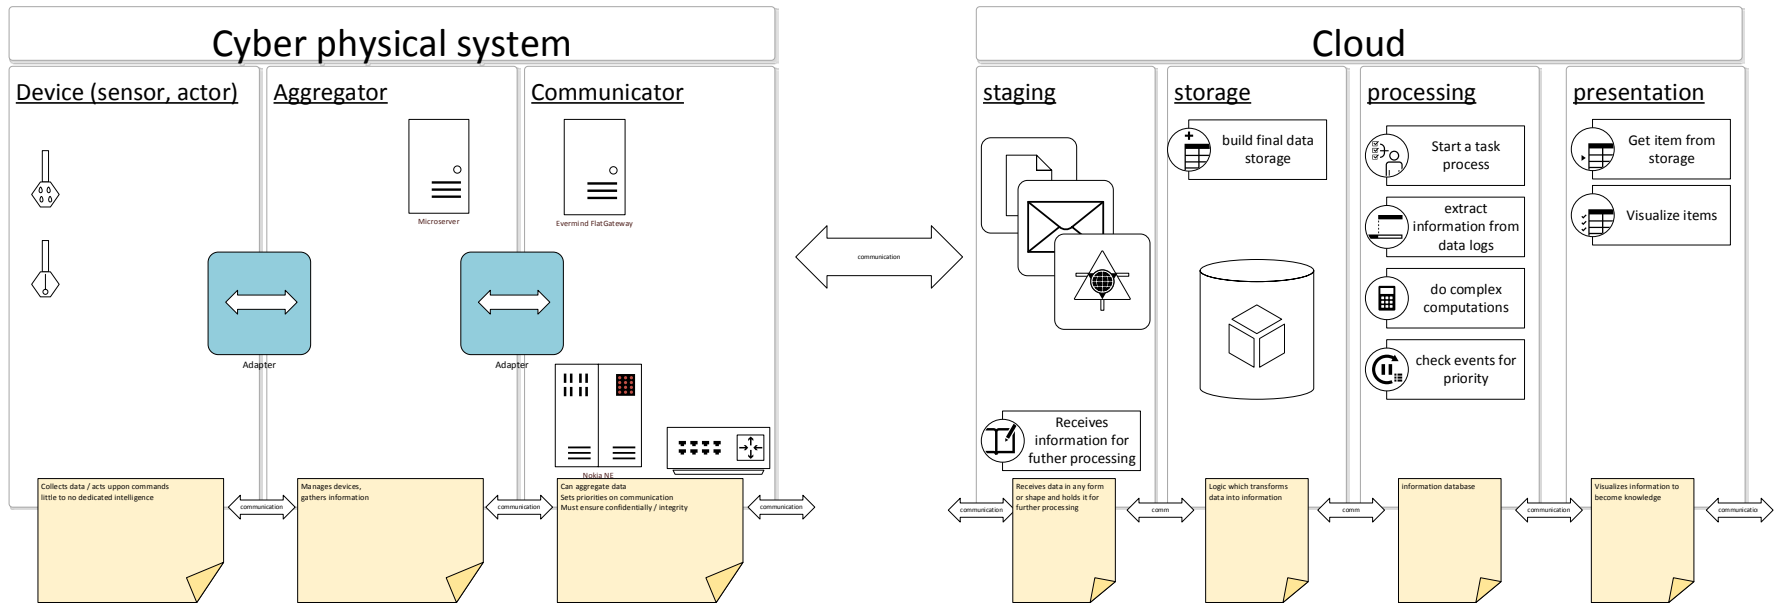 Cyber physical system
Cloud
Device (sensor, actor)
Aggregator
Communicator
staging
storage
processing
presentation
Microserver
Evermind FlatGateway
Adapter
Adapter
Nokia NE
communication
build final data
storage
Start a task
process
extract
information from
data logs
do complex
computations
check events for
priority
Get item from
storage
Visualize items
Receives
information for
futher processing
Collects data / acts uppon commands
little to no dedicated intelligence
communication
Manages devices,
gathers information
communication
Can aggregate data
Sets priorities on communication
Must ensure confidentially / integrity
communication
communication
Receives data in any form
or shape and holds it for
further processing
comm
Logic which transforms
data into information
comm
information database
communication
Visualizes information to
become knowledge
communicatio